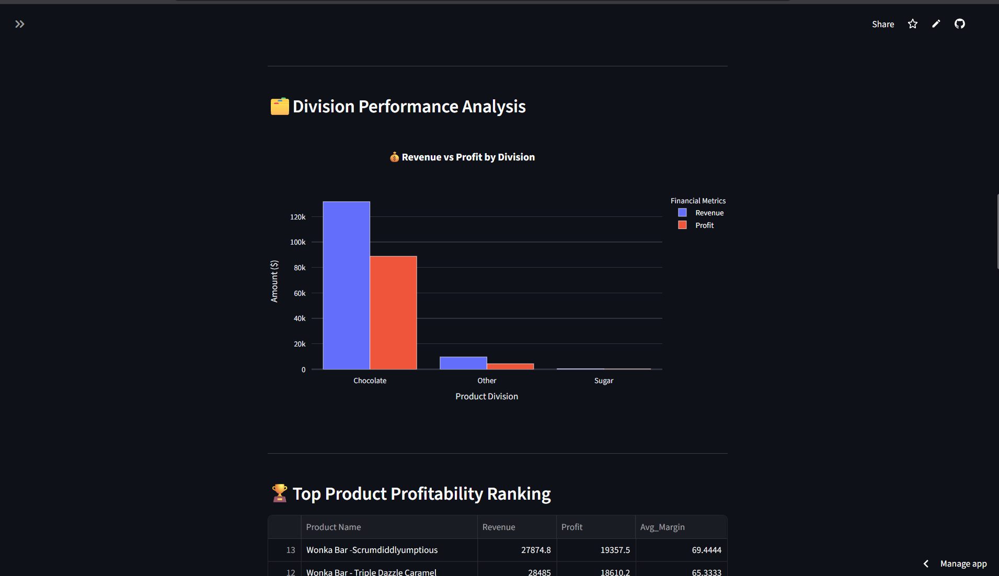 Share
Division Performance Analysis
Revenue vs Profit by Division
Financial Metrics
Revenue
Profit
120k
100k
80k
60k
40k
20k
0
Amount ($)
Chocolate Other Sugar
Product Division
Top Product Profitability Ranking
Product Name Revenue Profit Avg_Margin
13 Wonka Bar -Scrumdiddlyumptious 27874.8 19357.5 69.4444
12 Wonka Bar - Triple Dazzle Caramel 28485 18610.2 65.3333
Manage app